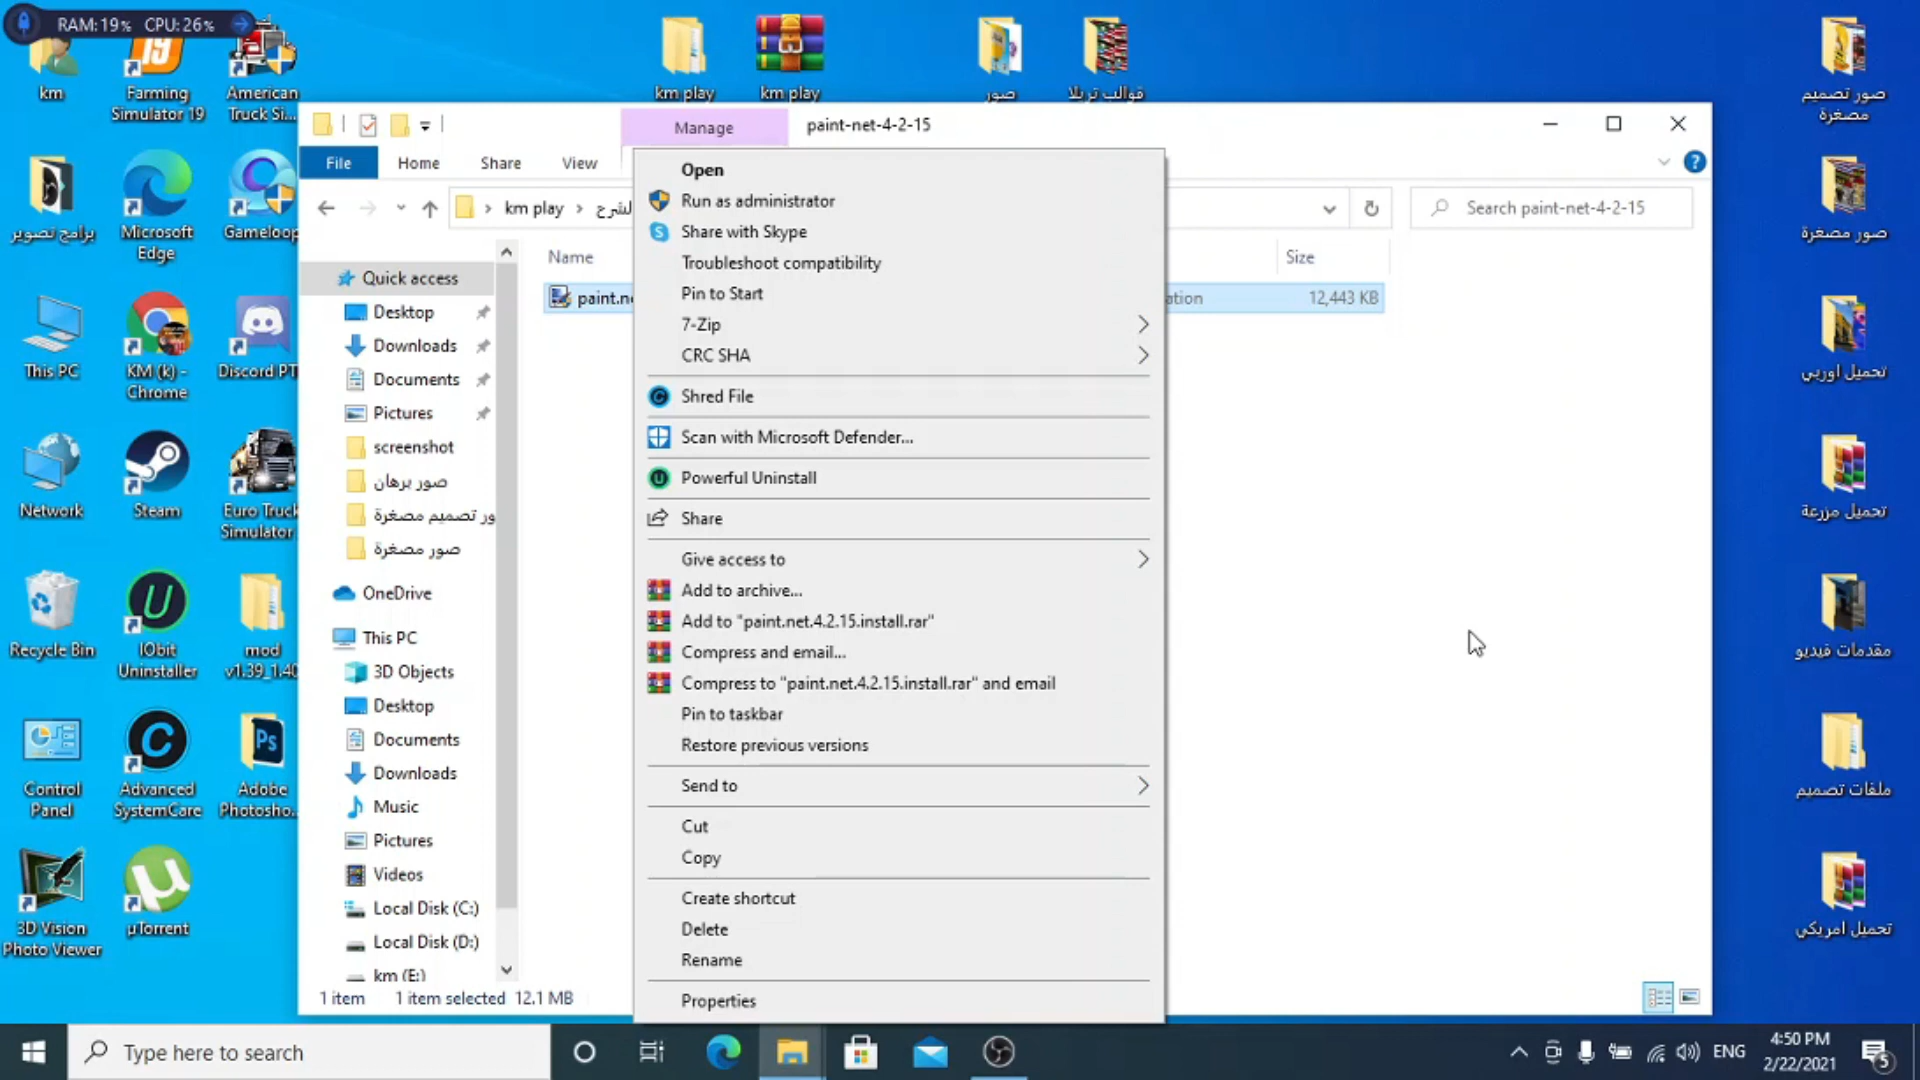 RAM: 19% CPU: 26%
km
Farming
Simulator 19
American
Truck Si...
km play
km play
صور
قوالب تريلا
صور تصميم
مصغرة
Manage
paint-net-4-2-15
File
Home
Share
View
km play
Search paint-net-4-2-15
Name
Size
ation
12,443 KB
برامج تصوير
Microsoft
Edge
Gameloop
صور مصغرة
This PC
KM (k) -
Chrome
Discord PT
تحميل اوربي
Network
Steam
Euro Truck
Simulator
تحميل مزرعة
Recycle Bin
IObit
Uninstaller
mod
v1.39_1.40
مقدمات فيديو
Control
Panel
Advanced
SystemCare
Adobe
Photosho...
ملفات تصميم
3D Vision
Photo Viewer
µTorrent
تحميل امريكي
Quick access
Desktop
Downloads
Documents
Pictures
screenshot
صور برهان
ور تصميم مصغرة
صور مصغرة
OneDrive
This PC
3D Objects
Desktop
Documents
Downloads
Music
Pictures
Videos
Local Disk (C:)
Local Disk (D:)
km (E:)
1 item
1 item selected 12.1 MB
Open
Run as administrator
Share with Skype
Troubleshoot compatibility
Pin to Start
7-Zip
CRC SHA
Shred File
Scan with Microsoft Defender...
Powerful Uninstall
Share
Give access to
Add to archive...
Add to "paint.net.4.2.15.install.rar"
Compress and email...
Compress to "paint.net.4.2.15.install.rar" and email
Pin to taskbar
Restore previous versions
Send to
Cut
Copy
Create shortcut
Delete
Rename
Properties
Type here to search
ENG
4:50 PM
2/22/2021
5